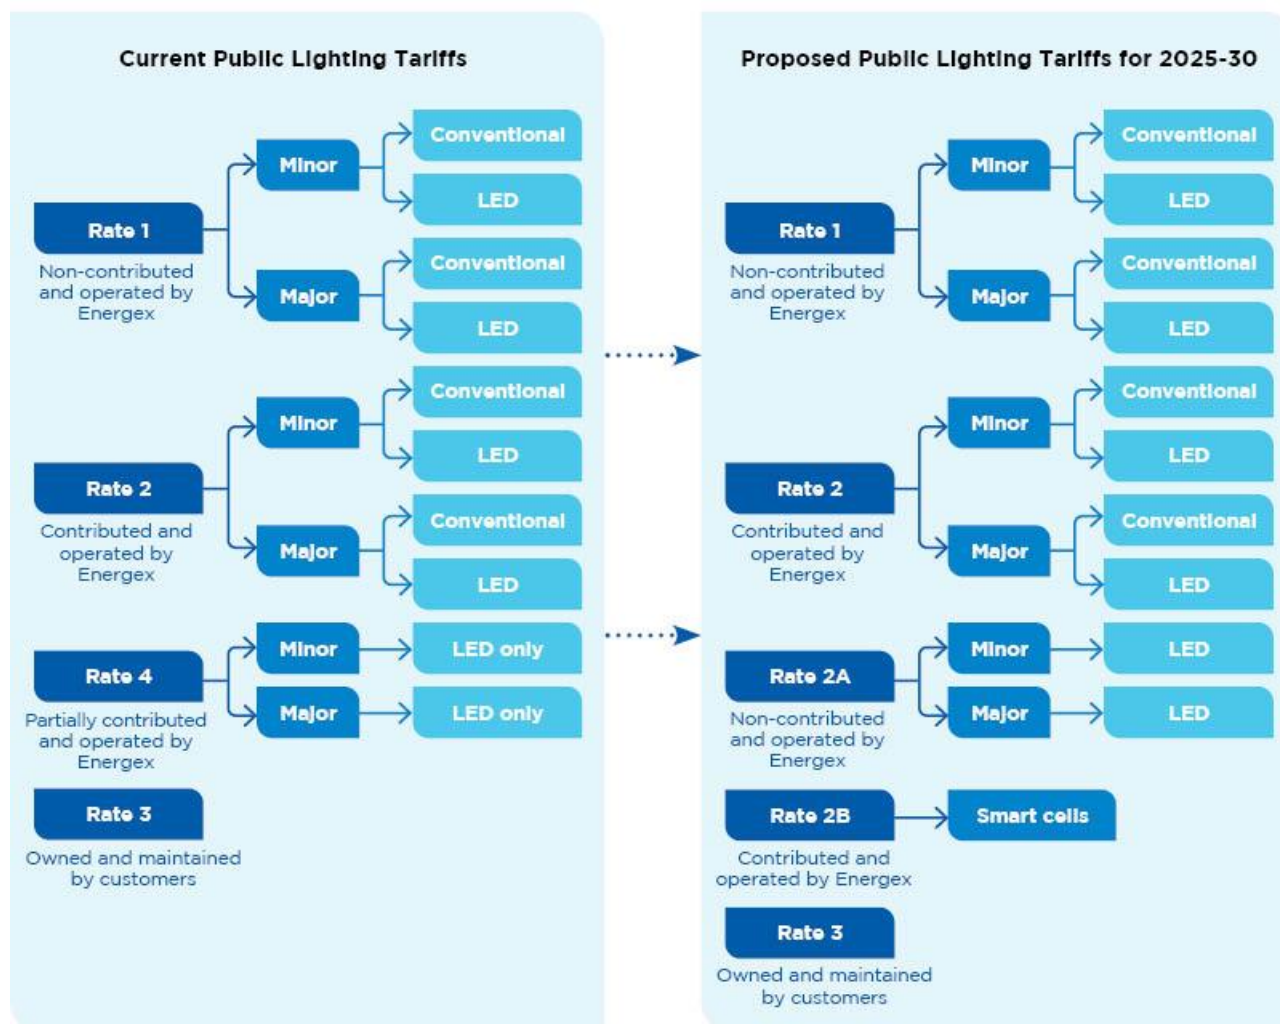 Current Public Lighting Tariffs
Rate 1
Non-contributed
and operated by
Energex
Minor
Conventional
LED
Major
Conventional
LED
Rate 2
Contributed and
operated by
Energex
Minor
Conventional
LED
Major
Conventional
LED
Rate 4
Partially contributed
and operated by
Energex
Minor
LED only
Major
LED only
Rate 3
Owned and maintained
by customers
Proposed Public Lighting Tariffs for 2025-30
Rate 1
Non-contributed
and operated by
Energex
Minor
Conventional
LED
Major
Conventional
LED
Rate 2
Contributed and
operated by
Energex
Minor
Conventional
LED
Major
Conventional
LED
Rate 2A
Non-contributed
and operated by
Energex
Minor
LED
Major
LED
Rate 2B
Contributed and
operated by Energex
Smart cells
Rate 3
Owned and maintained
by customers